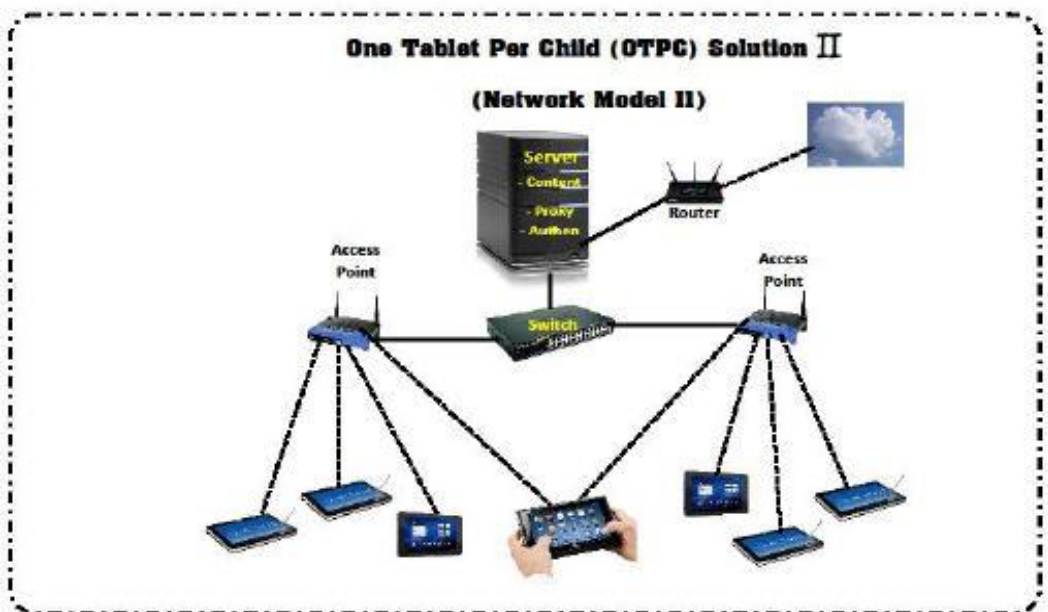 One Tablet Per Child (OTPC) Solution II
(Network Model II)
Server
- Content
- Proxy
- Authen
Router
Access
Point
Access
Point
Switch